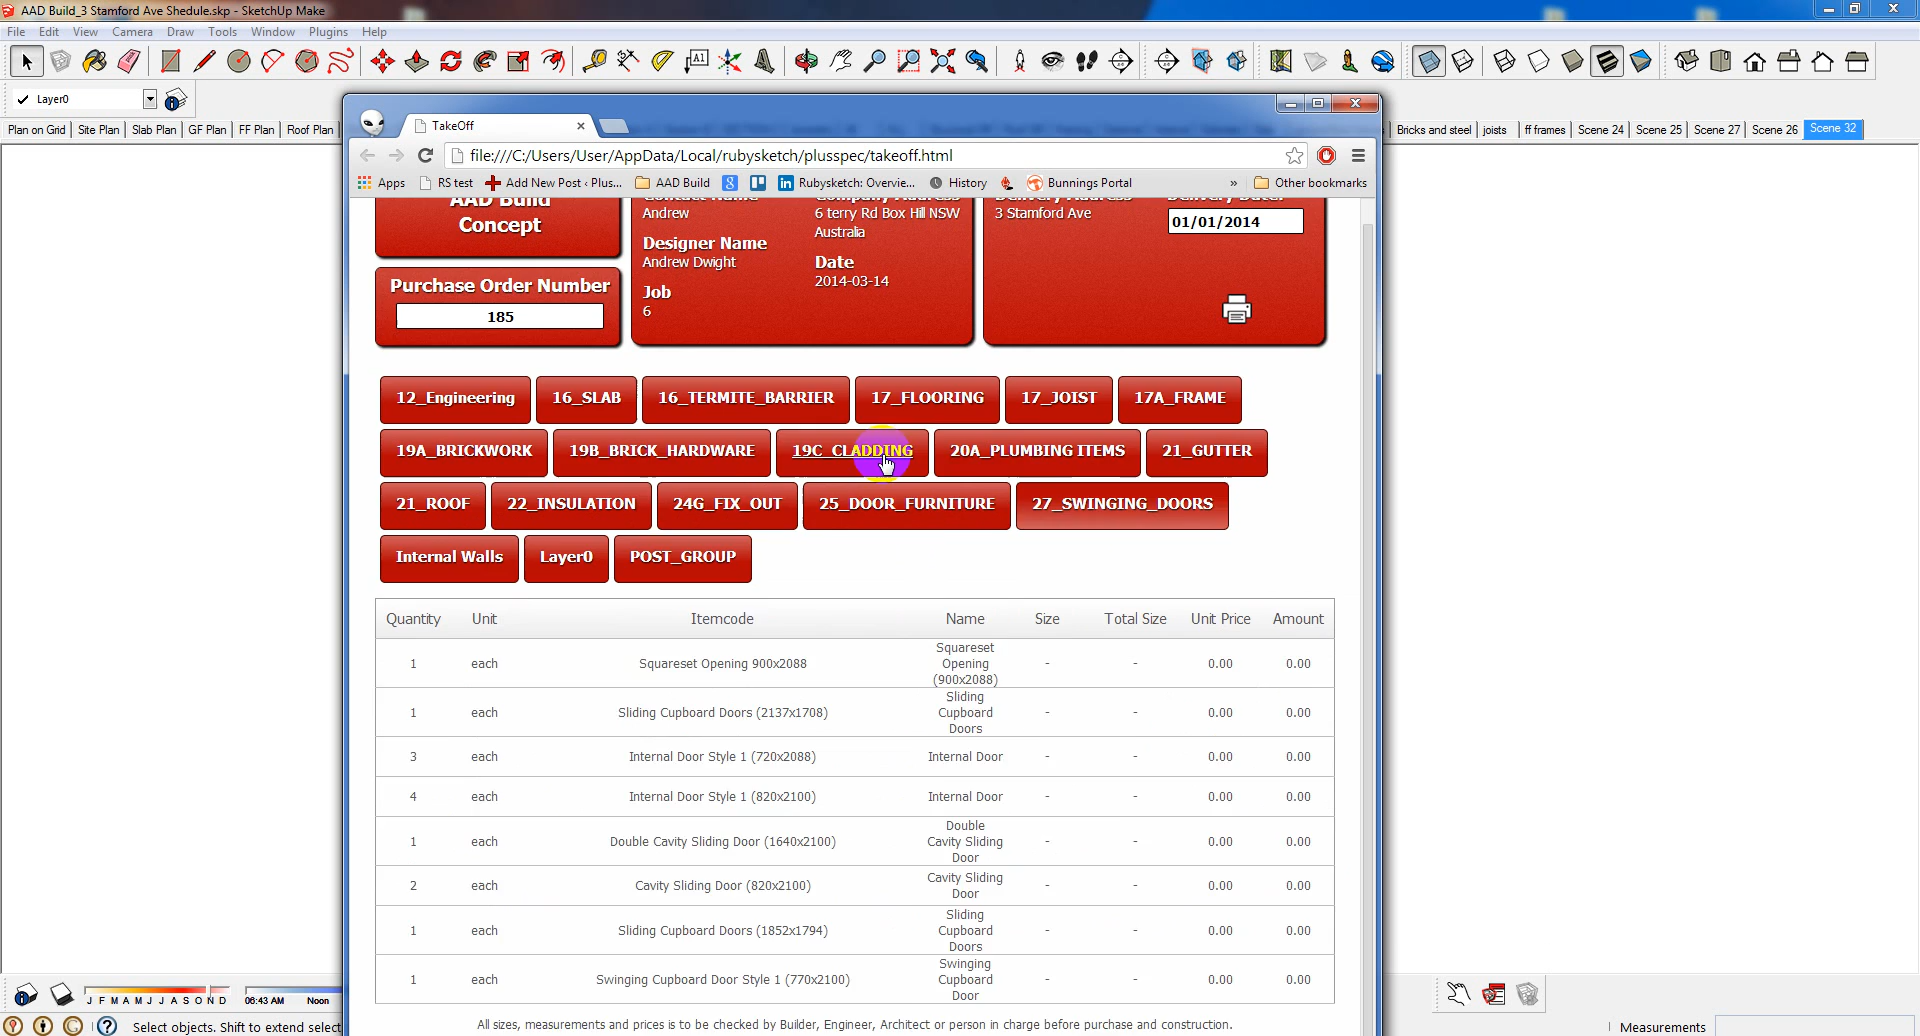 AAD Build_3 Stamford Ave Shedule.skp - SketchUp Make
File Edit View Camera Draw Tools Window Plugins Help
A1
Layer0
Plan on Grid Site Plan Slab Plan GF Plan FF Plan Roof Plan Bricks and steel joists ff frames Scene 24 Scene 25 Scene 27 Scene 26 Scene 32
TakeOff
file:///C:/Users/User/AppData/Local/rubysketch/plusspec/takeoff.html
Apps RS test Add New Post ‹ Plus... AAD Build Rubysketch: Overvie... History Bunnings Portal » Other bookmarks
AAD Build
Concept
Purchase Order Number
185
Contact Name
Andrew
Designer Name
Andrew Dwight
Job
6
Company Address
6 terry Rd Box Hill NSW
Australia
Date
2014-03-14
Delivery Address
3 Stamford Ave
Delivery Date:
01/01/2014
12_Engineering 16_SLAB 16_TERMITE_BARRIER 17_FLOORING 17_JOIST 17A_FRAME
19A_BRICKWORK 19B_BRICK_HARDWARE 19C_CLADDING 20A_PLUMBING ITEMS 21_GUTTER
21_ROOF 22_INSULATION 24G_FIX_OUT 25_DOOR_FURNITURE 27_SWINGING_DOORS
Internal Walls Layer0 POST_GROUP
Quantity Unit Itemcode Name Size Total Size Unit Price Amount
1 each Squareset Opening 900x2088 Squareset Opening (900x2088) - - 0.00 0.00
1 each Sliding Cupboard Doors (2137x1708) Sliding Cupboard Doors - - 0.00 0.00
3 each Internal Door Style 1 (720x2088) Internal Door - - 0.00 0.00
4 each Internal Door Style 1 (820x2100) Internal Door - - 0.00 0.00
1 each Double Cavity Sliding Door (1640x2100) Double Cavity Sliding Door - - 0.00 0.00
2 each Cavity Sliding Door (820x2100) Cavity Sliding Door - - 0.00 0.00
1 each Sliding Cupboard Doors (1852x1794) Sliding Cupboard Doors - - 0.00 0.00
1 each Swinging Cupboard Door Style 1 (770x2100) Swinging Cupboard Door - - 0.00 0.00
All sizes, measurements and prices is to be checked by Builder, Engineer, Architect or person in charge before purchase and construction.
J F M A M J J A S O N D 06:43 AM Noon
Select objects. Shift to extend select
Measurements